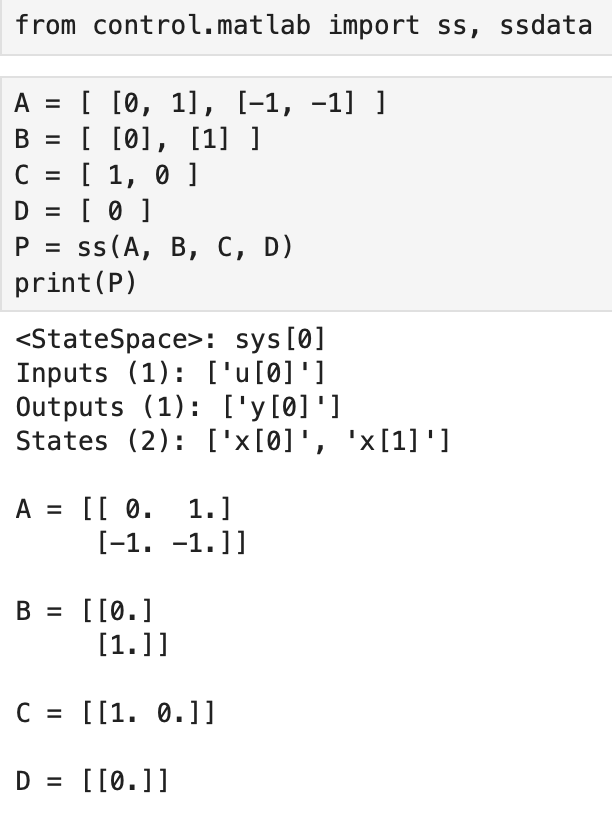 from control.matlab import ss, ssdata
A = [ [0, 1], [-1, -1] ]
B = [ [0], [1] ]
C = [ 1, 0 ]
D = [ 0 ]
P = ss(A, B, C, D)
print(P)
<StateSpace>: sys[0]
Inputs (1): ['u[0]']
Outputs (1): ['y[0]']
States (2): ['x[0]', 'x[1]']
A = [[ 0.  1.]
     [-1. -1.]]
B = [[0.]
     [1.]]
C = [[1. 0.]]
D = [[0.]]